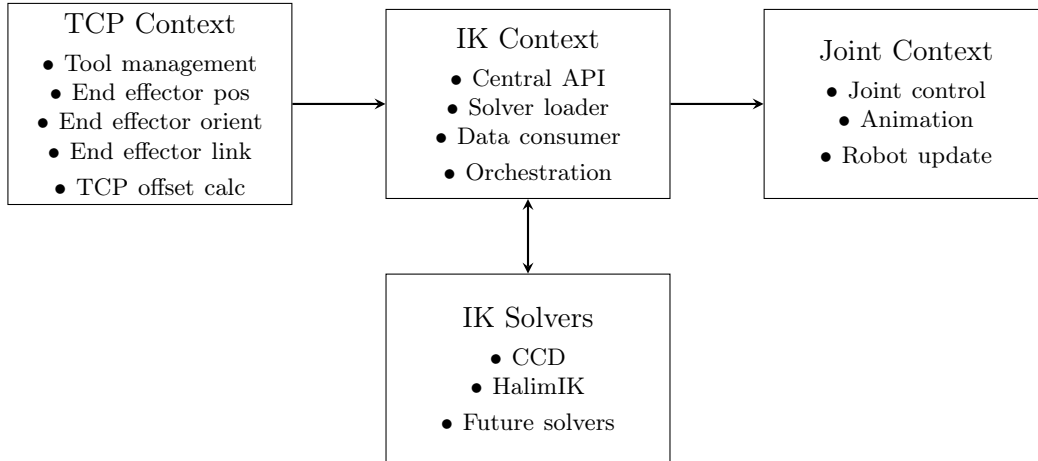 TCP Context
• Tool management
• End effector pos
• End effector orient
• End effector link
• TCP offset calc
IK Context
• Central API
• Solver loader
• Data consumer
• Orchestration
Joint Context
• Joint control
• Animation
• Robot update
IK Solvers
• CCD
• HalimIK
• Future solvers